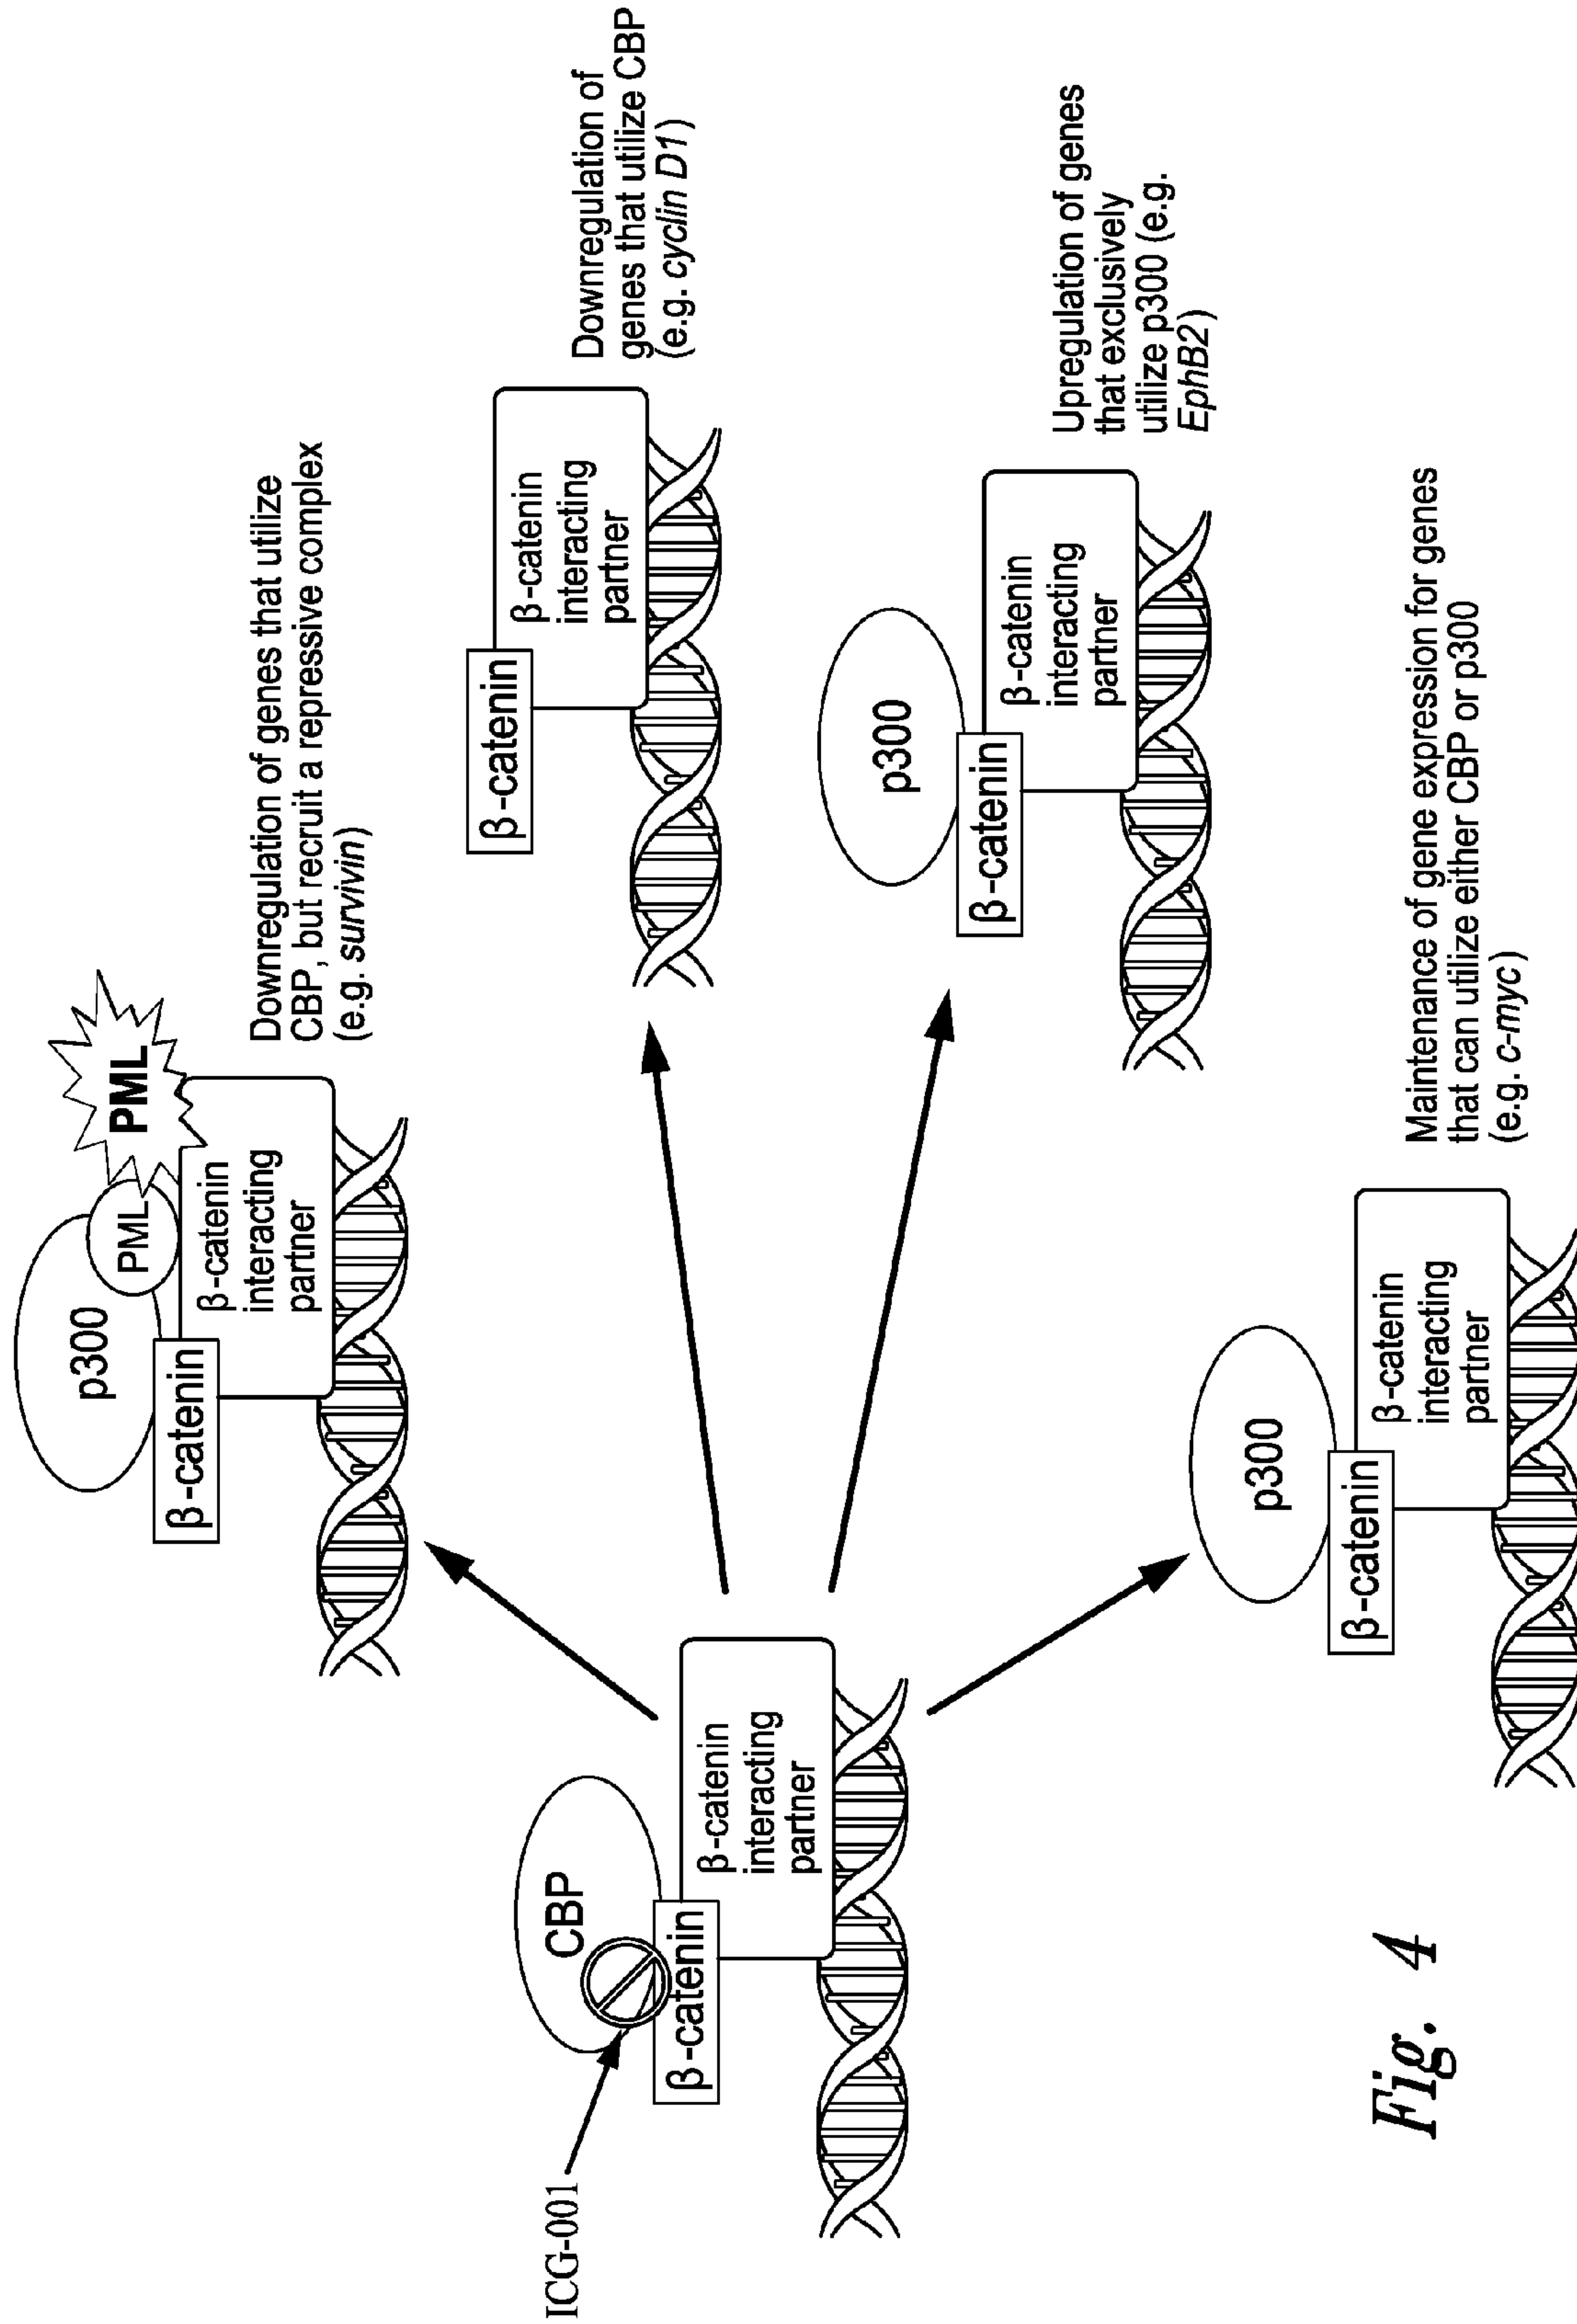 p300
PML
PML
β-catenin
β-catenin
interacting
partner
Downregulation of genes that utilize
CBP, but recruit a repressive complex
(e.g. survivin)
ICG-001
CBP
β-catenin
β-catenin
interacting
partner
β-catenin
β-catenin
interacting
partner
Downregulation of
genes that utilize CBP
(e.g. cyclin D1)
p300
β-catenin
β-catenin
interacting
partner
Upregulation of genes
that exclusively
utilize p300 (e.g.
EphB2)
p300
β-catenin
β-catenin
interacting
partner
Maintenance of gene expression for genes
that can utilize either CBP or p300
(e.g. c-myc)
Fig. 4